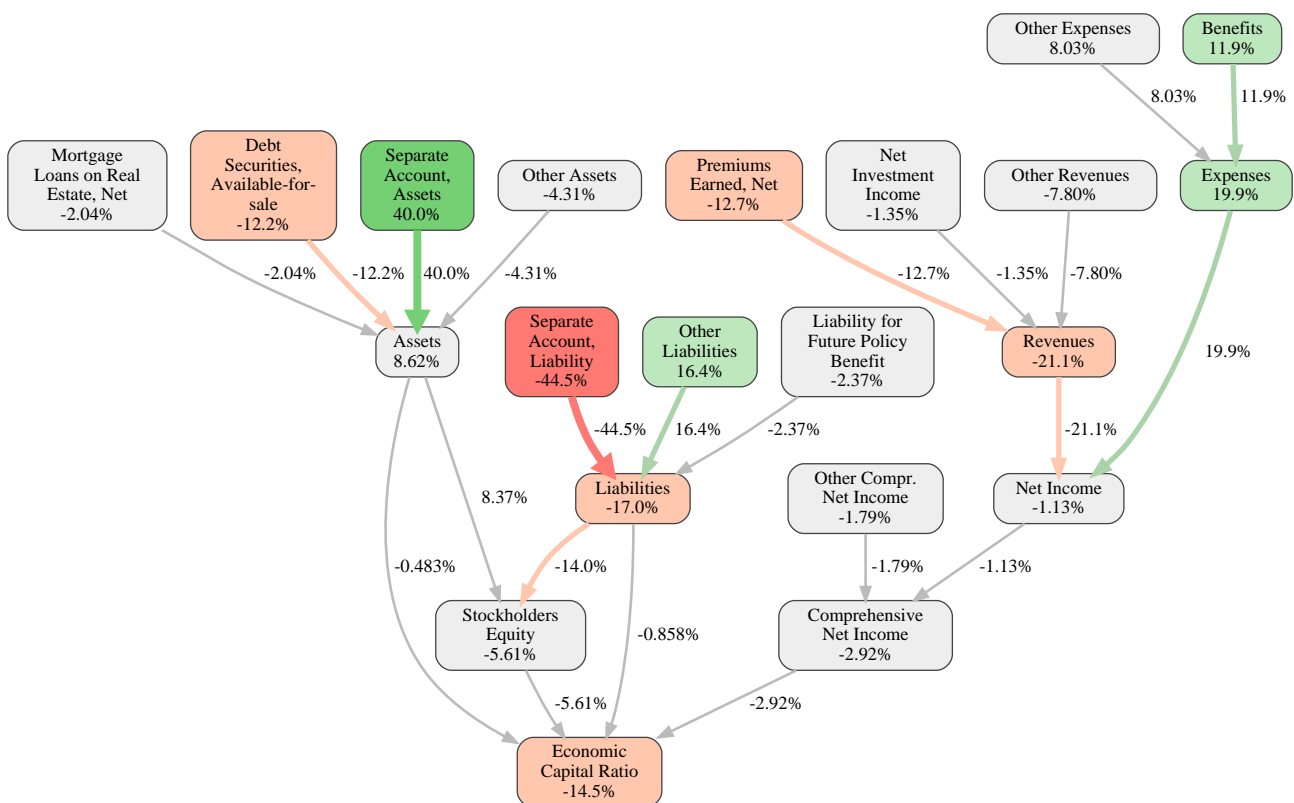 Other Expenses
8.03%
Benefits
11.9%
8.03%
11.9%
Mortgage
Loans on Real
Estate, Net
-2.04%
Debt
Securities,
Available-for-
sale
-12.2%
Separate
Account,
Assets
40.0%
Other Assets
-4.31%
Premiums
Earned, Net
-12.7%
Net
Investment
Income
-1.35%
Other Revenues
-7.80%
Expenses
19.9%
-2.04%
-12.2%
40.0%
-4.31%
-12.7%
-1.35%
-7.80%
Assets
8.62%
Separate
Account,
Liability
-44.5%
Other
Liabilities
16.4%
Liability for
Future Policy
Benefit
-2.37%
Revenues
-21.1%
19.9%
-44.5%
16.4%
-2.37%
-21.1%
Liabilities
-17.0%
Other Compr.
Net Income
-1.79%
Net Income
-1.13%
8.37%
-0.483%
-14.0%
-1.79%
-1.13%
Stockholders
Equity
-5.61%
-0.858%
Comprehensive
Net Income
-2.92%
-5.61%
-2.92%
Economic
Capital Ratio
-14.5%